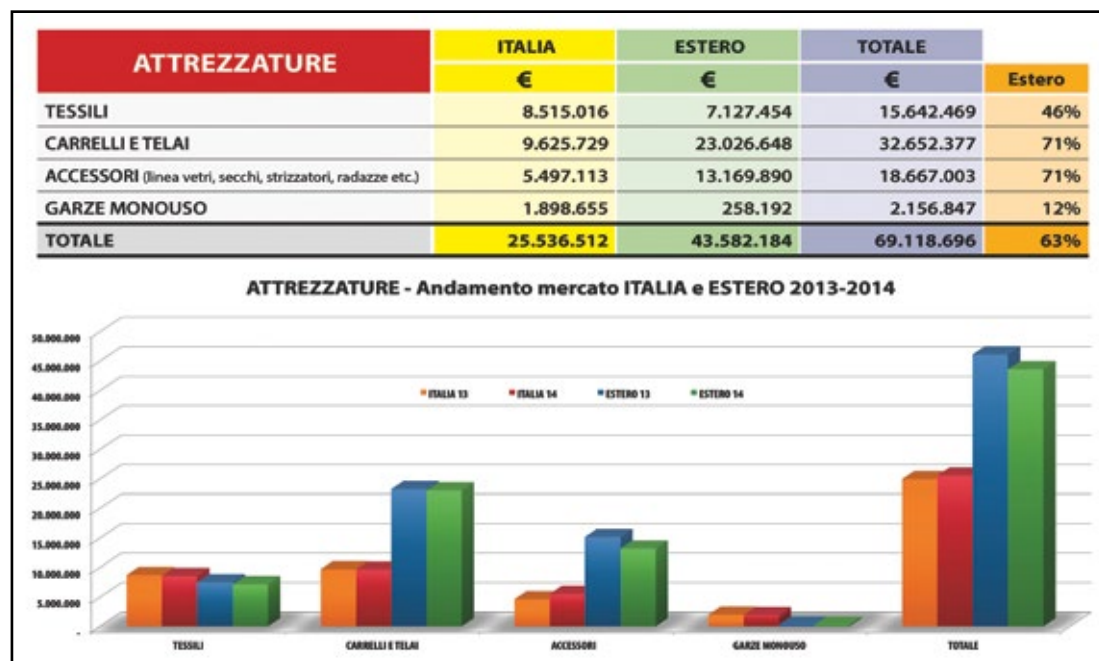 ATTREZZATURE ITALIA ESTERO TOTALE
€ € € Estero
TESSILI 8.515.016 7.127.454 15.642.469 46%
CARRELLI E TELAI 9.625.729 23.026.648 32.652.377 71%
ACCESSORI (linea vetri, secchi, strizzatori, radazze etc.) 5.497.113 13.169.890 18.667.003 71%
GARZE MONOUSO 1.898.655 258.192 2.156.847 12%
TOTALE 25.536.512 43.582.184 69.118.696 63%
ATTREZZATURE - Andamento mercato ITALIA e ESTERO 2013-2014
50.000.000
45.000.000
40.000.000
35.000.000
30.000.000
25.000.000
20.000.000
15.000.000
10.000.000
5.000.000
-
ITALIA 13 ITALIA 14 ESTERO 13 ESTERO 14
TESSILI CARRELLI E TELAI ACCESSORI GARZE MONOUSO TOTALE